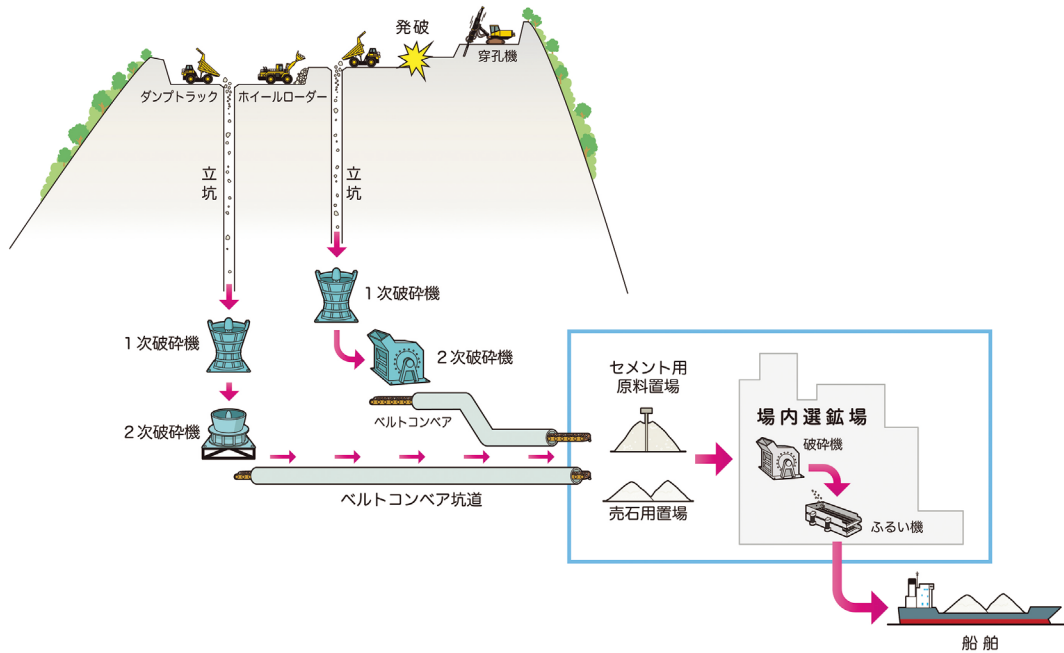 発破
穿孔機
ダンプトラック
ホイールローダー
立坑
立坑
1次破砕機
1次破砕機
2次破砕機
2次破砕機
ベルトコンベア
ベルトコンベア坑道
セメント用
原料置場
売石用置場
場内選鉱場
破砕機
ふるい機
船舶